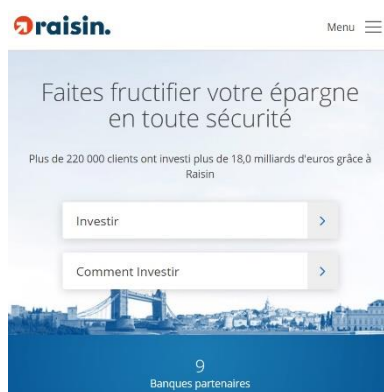 raisin.
Menu
Faites fructifier votre épargne
en toute sécurité
Plus de 220 000 clients ont investi plus de 18,0 milliards d'euros grâce à
Raisin
Investir
Comment Investir
9
Banques partenaires